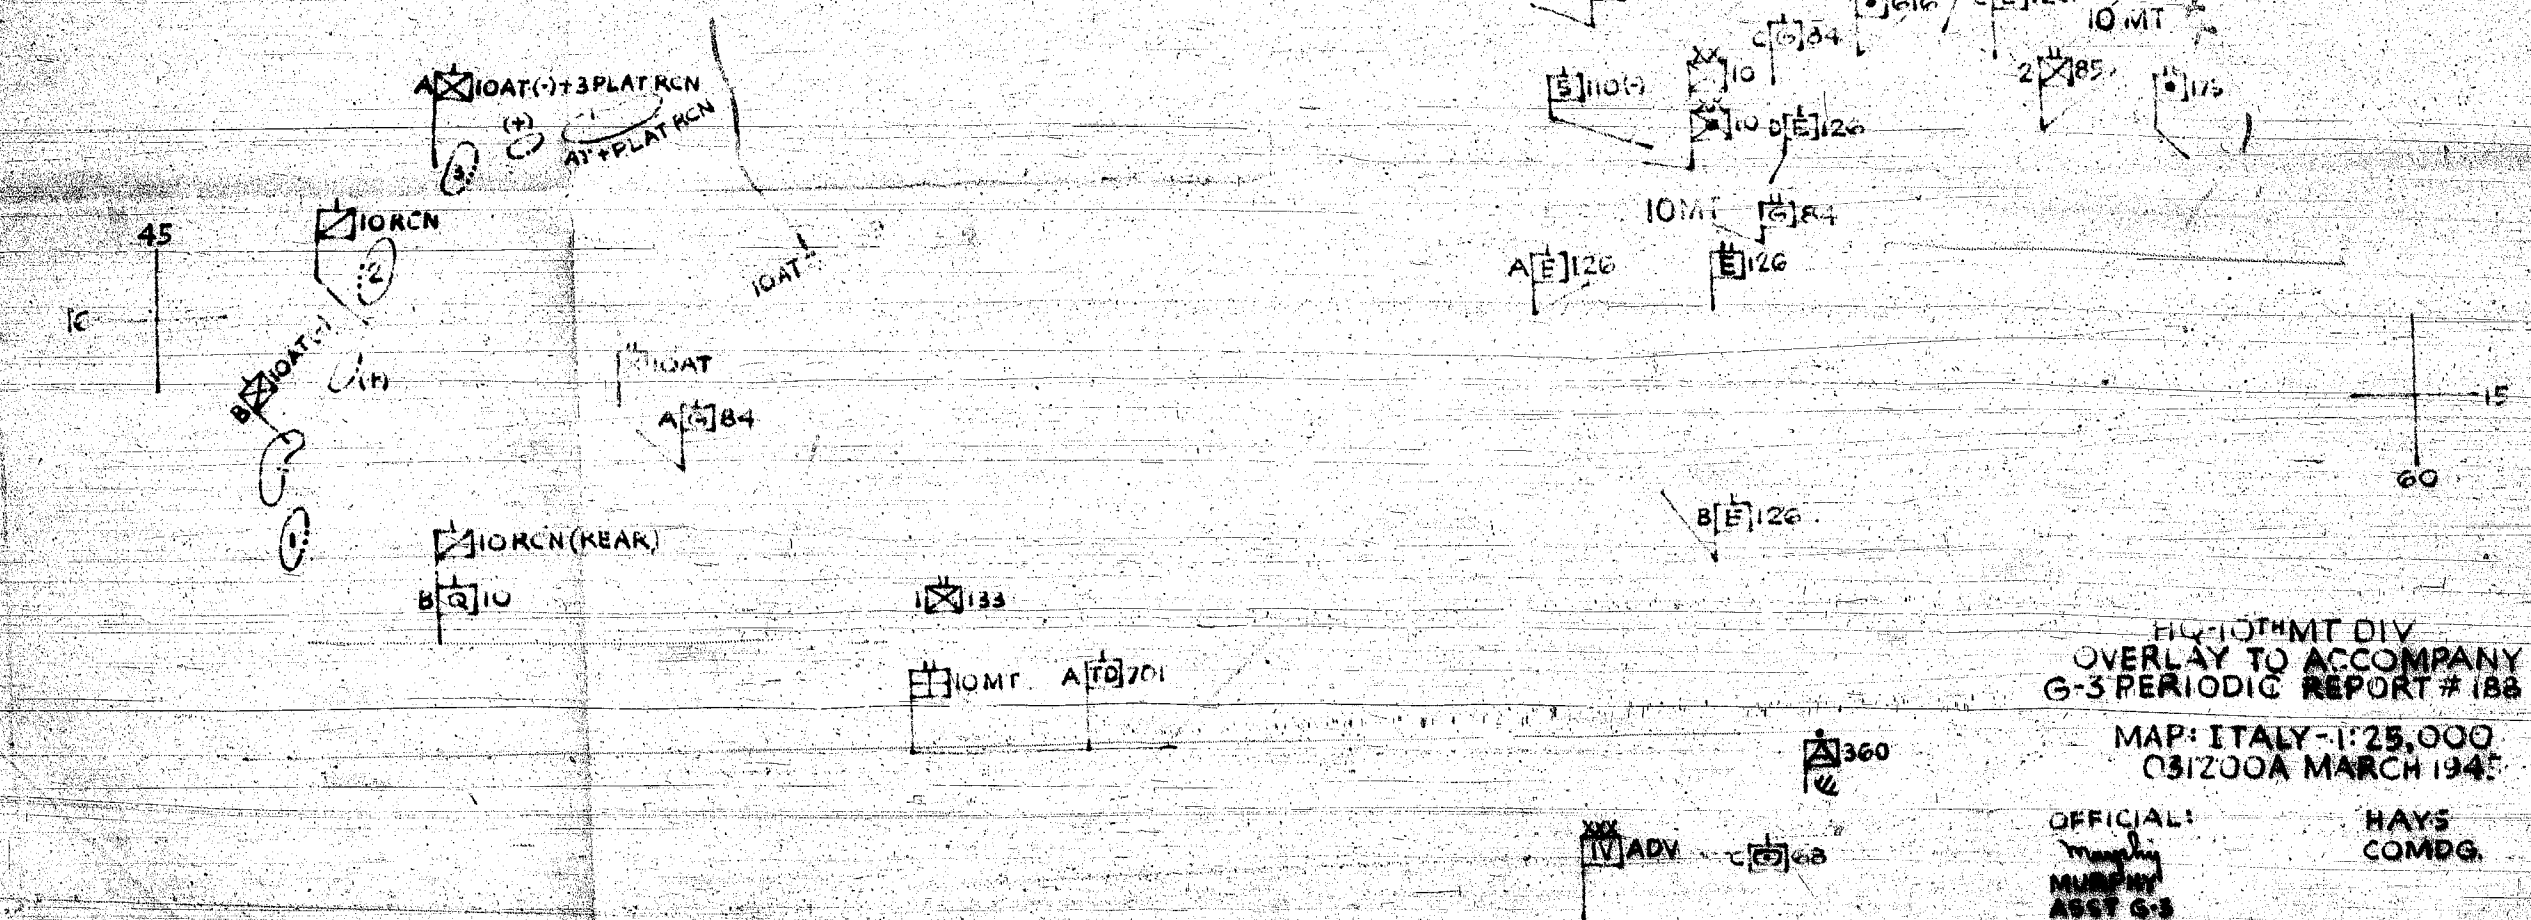 10 MT
C G 84
A 10AT(-)+3 PLAT RCN
S 110(-)
10
2 85
175
(+)
AT+PLAT RCN
10
D E 126
3
10RCN
10MT
G 84
45
2
10AT
A E 126
E 126
16
B 10AT(-)
(+)
10AT
15
A G 84
60
B E 126
1
10 RCN (REAR)
B Q 10
1 133
10MT
A TD 701
HQ-10TH MT DIV
OVERLAY TO ACCOMPANY
G-3 PERIODIC REPORT # 188
MAP: ITALY-1:25,000
031200A MARCH 1945
360
OFFICIAL:
HAYS
COMDG.
IV ADV
C 68
Murphy
MURPHY
ASST G-3